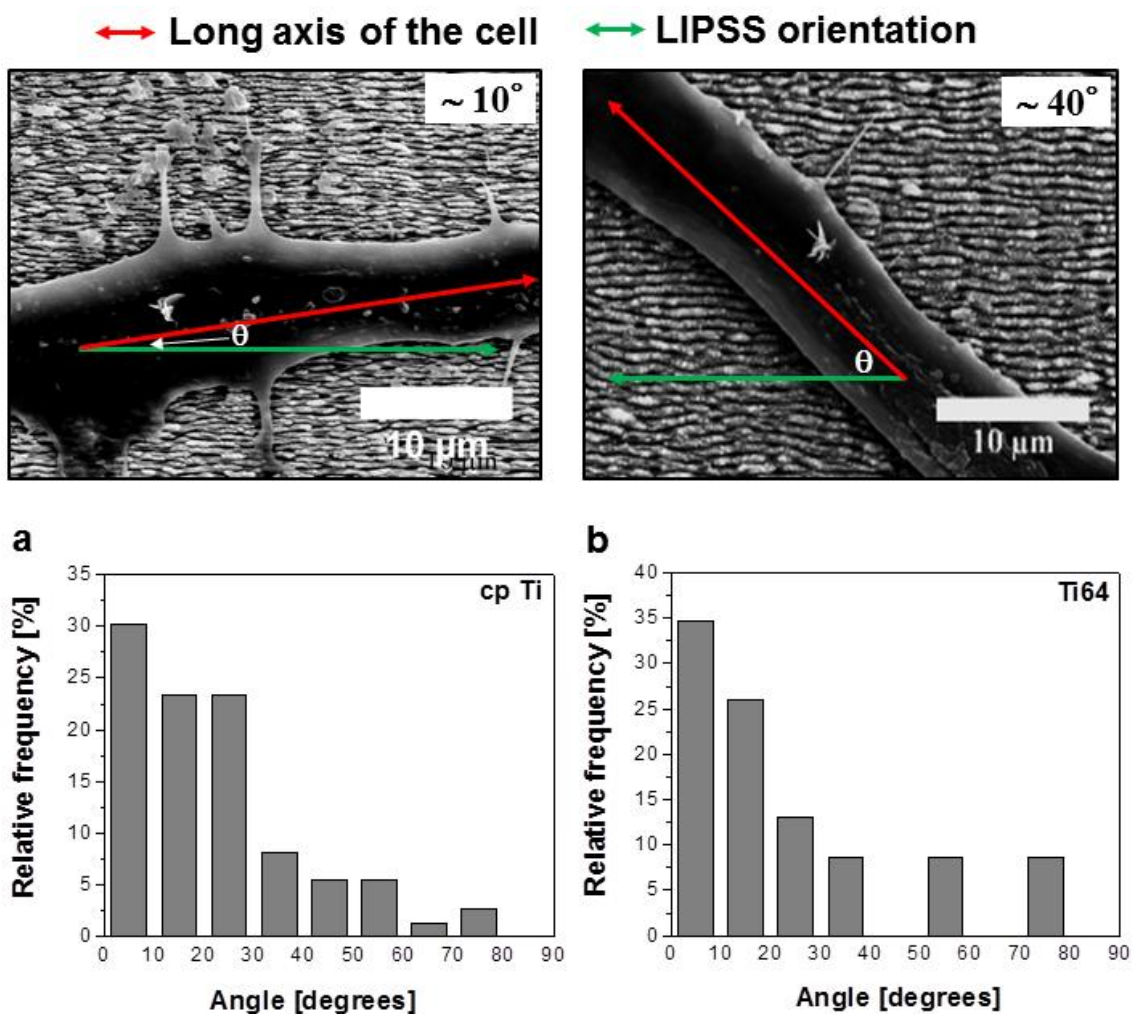 Long axis of the cell
LIPSS orientation
~ 10°
~ 40°
θ
θ
10 µm
10 µm
10 µm
a
b
35
30
25
20
15
10
5
0
Relative frequency [%]
cp Ti
0 10 20 30 40 50 60 70 80 90
Angle [degrees]
40
35
30
25
20
15
10
5
0
Relative frequency [%]
Ti64
0 10 20 30 40 50 60 70 80 90
Angle [degrees]